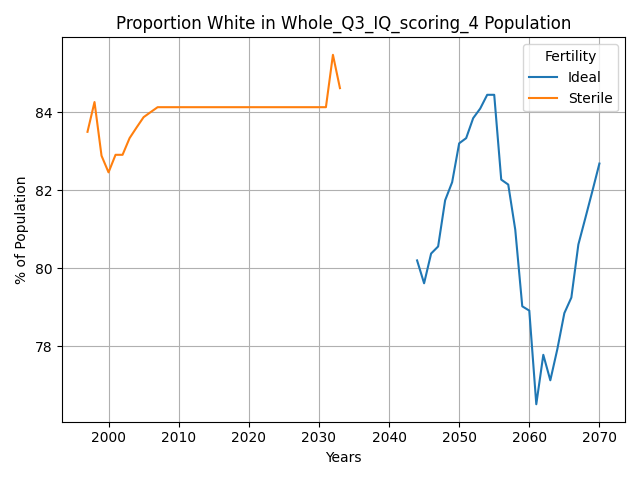 Proportion White in Whole_Q3_IQ_scoring_4 Population
Fertility
Ideal
Sterile
84
82
80
78
% of Population
2000 2010 2020 2030 2040 2050 2060 2070
Years